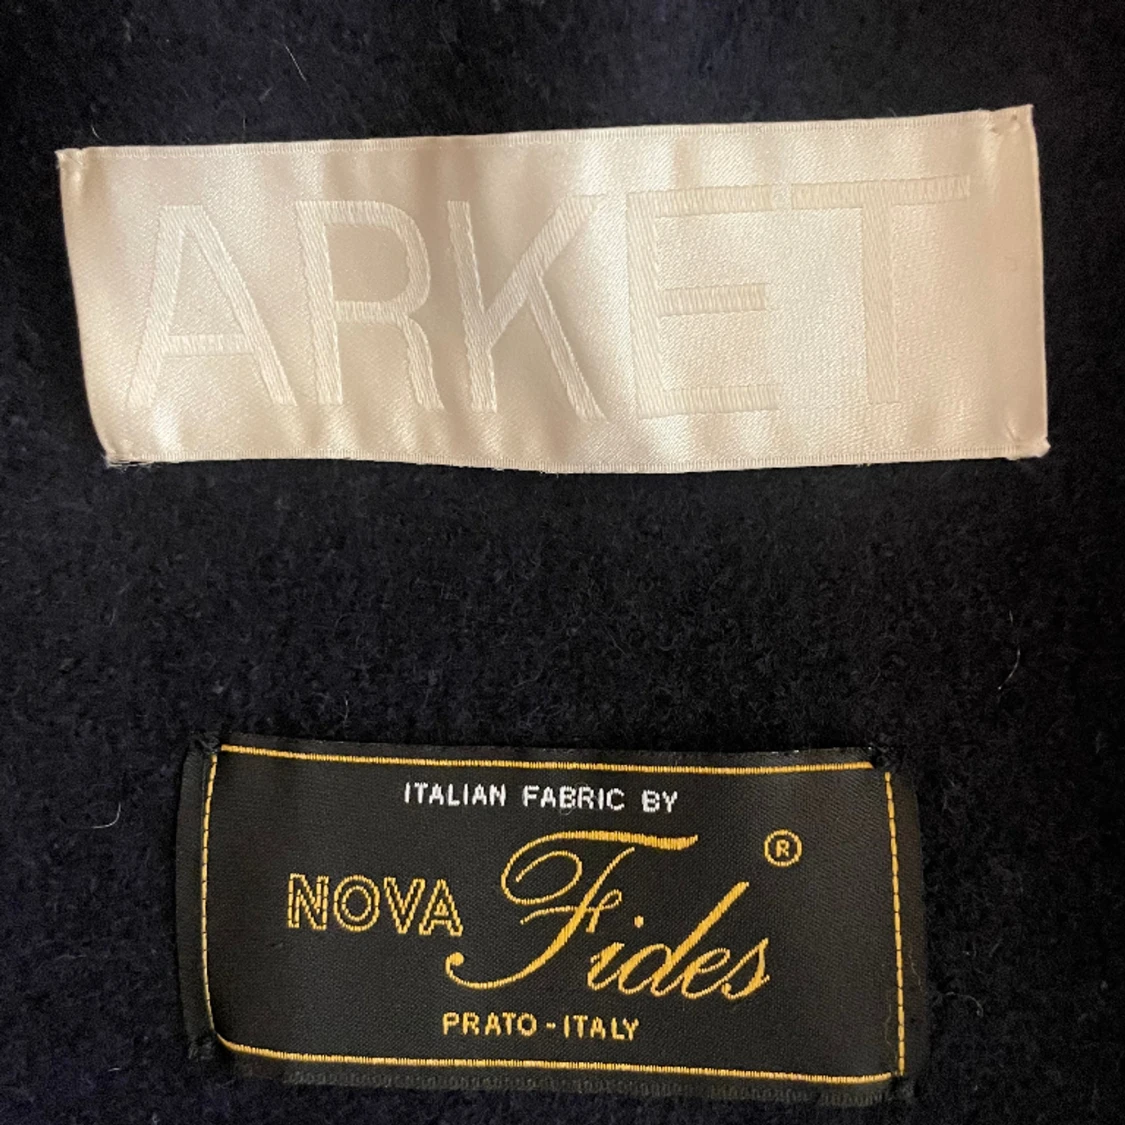 ARKET
ITALIAN FABRIC BY
NOVA Fides ®
PRATO - ITALY